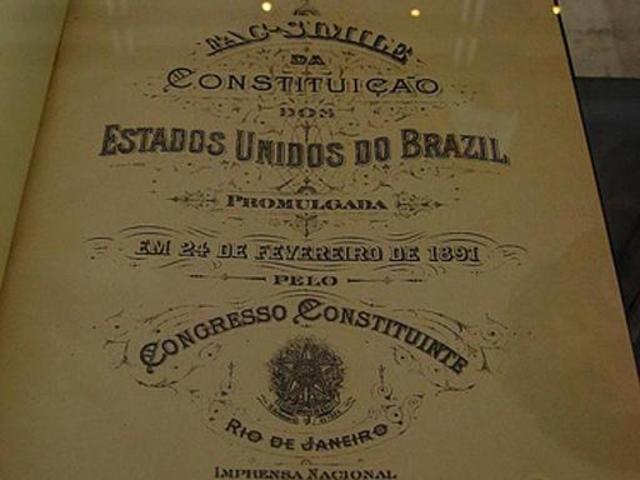 FAC-SIMILE
DA
CONSTITUIÇÃO
DOS
ESTADOS UNIDOS DO BRAZIL
PROMULGADA
EM 24 DE FEVEREIRO DE 1891
PELO
CONGRESSO CONSTITUINTE
RIO DE JANEIRO
IMPRENSA NACIONAL